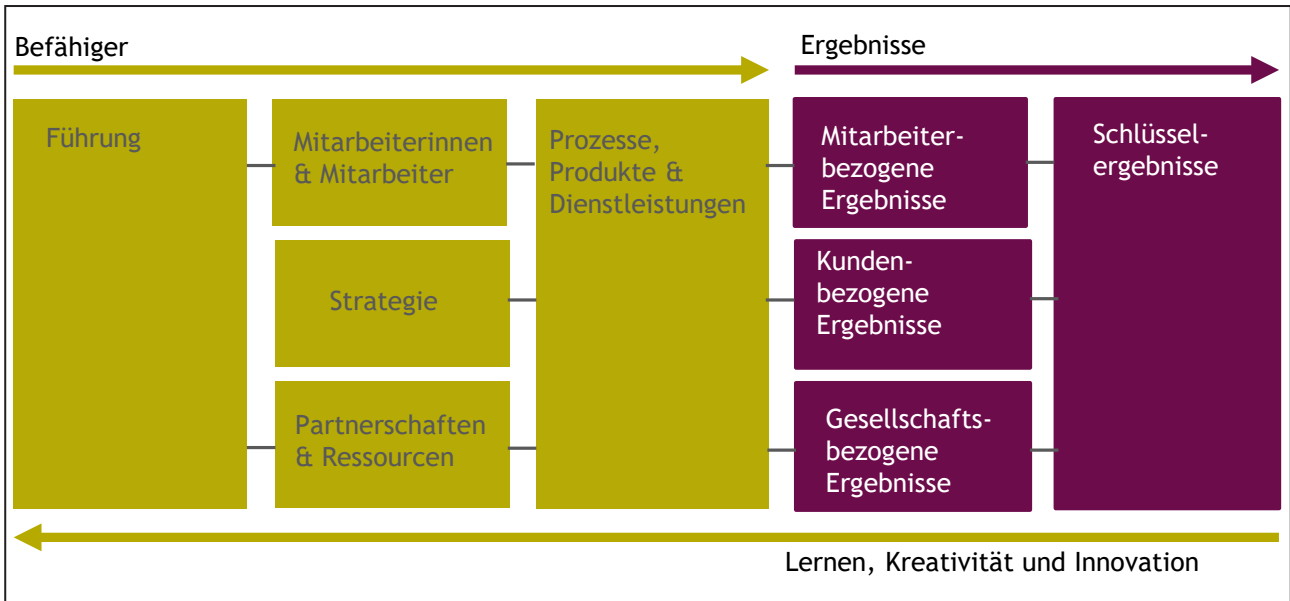 Befähiger
Ergebnisse
Führung
Mitarbeiterinnen
& Mitarbeiter
Strategie
Partnerschaften
& Ressourcen
Prozesse,
Produkte &
Dienstleistungen
Mitarbeiter-
bezogene
Ergebnisse
Kunden-
bezogene
Ergebnisse
Gesellschafts-
bezogene
Ergebnisse
Schlüssel-
ergebnisse
Lernen, Kreativität und Innovation